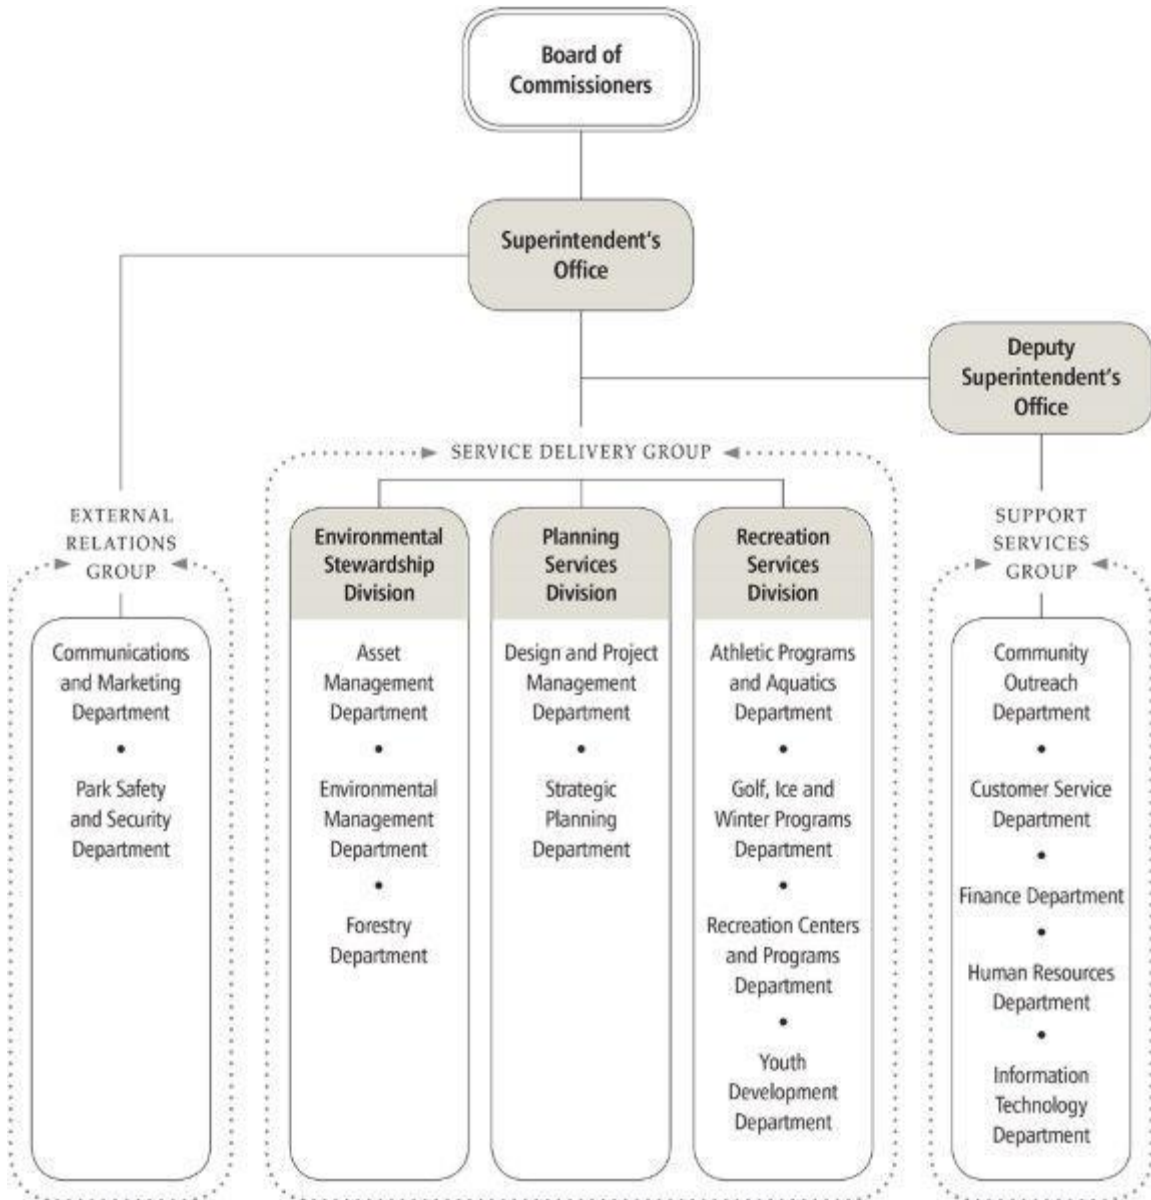 Board of
Commissioners
Superintendent's
Office
Deputy
Superintendent's
Office
SERVICE DELIVERY GROUP
EXTERNAL
RELATIONS
GROUP
Communications
and Marketing
Department
•
Park Safety
and Security
Department
Environmental
Stewardship
Division
Asset
Management
Department
•
Environmental
Management
Department
•
Forestry
Department
Planning
Services
Division
Design and Project
Management
Department
•
Strategic
Planning
Department
Recreation
Services
Division
Athletic Programs
and Aquatics
Department
•
Golf, Ice and
Winter Programs
Department
•
Recreation Centers
and Programs
Department
•
Youth
Development
Department
SUPPORT
SERVICES
GROUP
Community
Outreach
Department
•
Customer Service
Department
•
Finance Department
•
Human Resources
Department
•
Information
Technology
Department